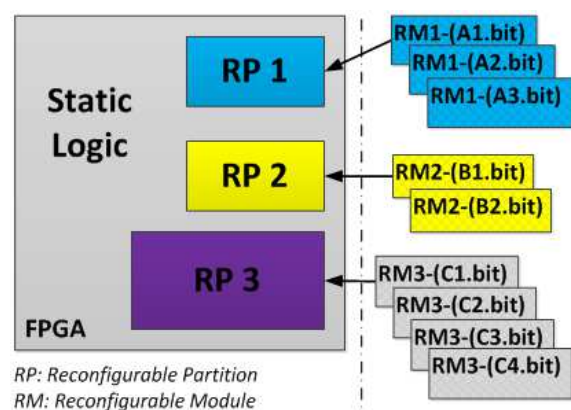 Static
Logic
FPGA
RP 1
RP 2
RP 3
RM1-(A1.bit)
RM1-(A2.bit)
RM1-(A3.bit)
RM2-(B1.bit)
RM2-(B2.bit)
RM3-(C1.bit)
RM3-(C2.bit)
RM3-(C3.bit)
RM3-(C4.bit)
RP: Reconfigurable Partition
RM: Reconfigurable Module